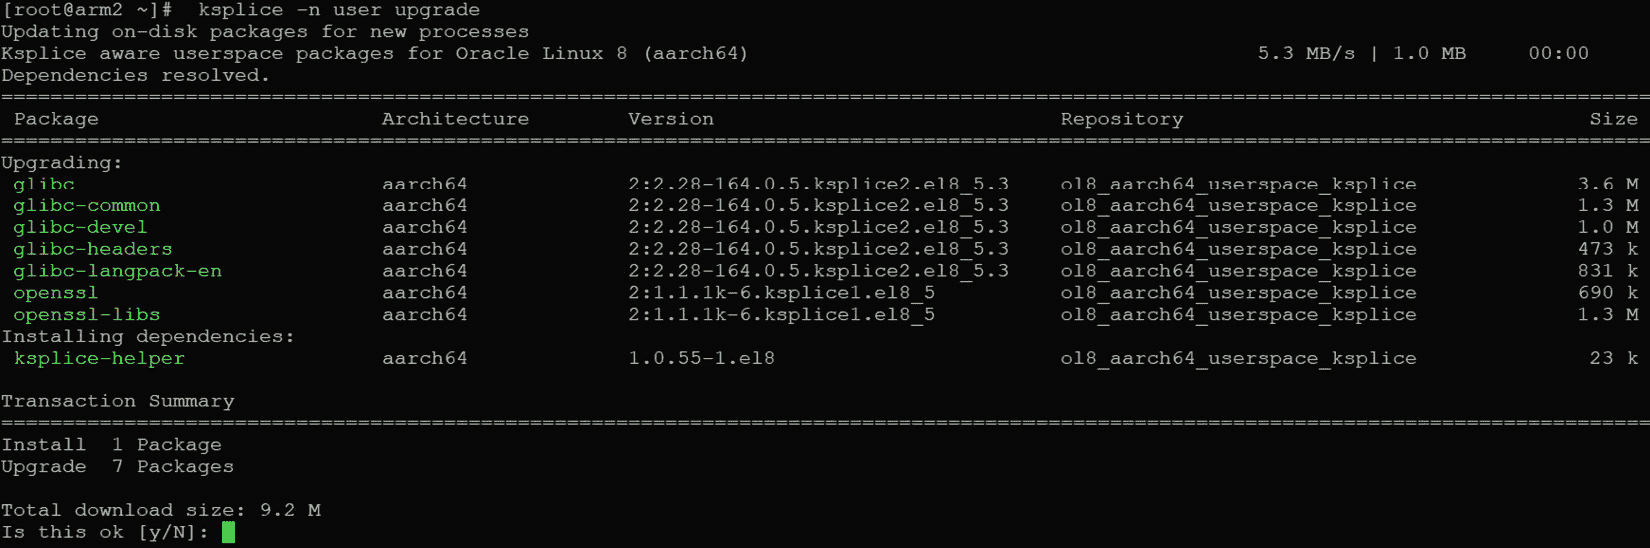 [root@arm2 ~]#  ksplice -n user upgrade
Updating on-disk packages for new processes
Ksplice aware userspace packages for Oracle Linux 8 (aarch64)    5.3 MB/s | 1.0 MB    00:00
Dependencies resolved.
================================================================================
Package    Architecture    Version    Repository    Size
================================================================================
Upgrading:
glibc    aarch64    2:2.28-164.0.5.ksplice2.el8_5.3    ol8_aarch64_userspace_ksplice    3.6 M
glibc-common    aarch64    2:2.28-164.0.5.ksplice2.el8_5.3    ol8_aarch64_userspace_ksplice    1.3 M
glibc-devel    aarch64    2:2.28-164.0.5.ksplice2.el8_5.3    ol8_aarch64_userspace_ksplice    1.0 M
glibc-headers    aarch64    2:2.28-164.0.5.ksplice2.el8_5.3    ol8_aarch64_userspace_ksplice    473 k
glibc-langpack-en    aarch64    2:2.28-164.0.5.ksplice2.el8_5.3    ol8_aarch64_userspace_ksplice    831 k
openssl    aarch64    2:1.1.1k-6.ksplice1.el8_5    ol8_aarch64_userspace_ksplice    690 k
openssl-libs    aarch64    2:1.1.1k-6.ksplice1.el8_5    ol8_aarch64_userspace_ksplice    1.3 M
Installing dependencies:
ksplice-helper    aarch64    1.0.55-1.el8    ol8_aarch64_userspace_ksplice    23 k
Transaction Summary
================================================================================
Install  1 Package
Upgrade  7 Packages
Total download size: 9.2 M
Is this ok [y/N]: